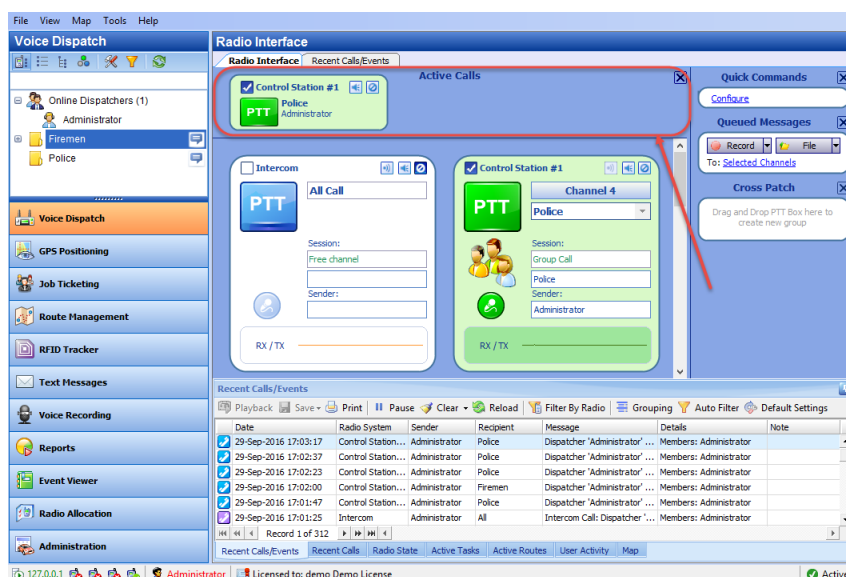 File View Map Tools Help
Voice Dispatch
Radio Interface
Radio Interface Recent Calls/Events
Active Calls
Control Station #1
PTT
Police
Administrator
Quick Commands
Configure
Queued Messages
Record File
To: Selected Channels
Cross Patch
Drag and Drop PTT Box here to
create new group
Online Dispatchers (1)
Administrator
Firemen
Police
Voice Dispatch
GPS Positioning
Job Ticketing
Route Management
RFID Tracker
Text Messages
Voice Recording
Reports
Event Viewer
Radio Allocation
Administration
Intercom
PTT
All Call
Session:
Free channel
Sender:
RX / TX
Control Station #1
PTT
Channel 4
Police
Session:
Group Call
Police
Sender:
Administrator
RX / TX
Recent Calls/Events
Playback Save Print Pause Clear Reload Filter By Radio Grouping Auto Filter Default Settings
Date Radio System Sender Recipient Message Details Note
29-Sep-2016 17:03:17 Control Station... Administrator Police Dispatcher 'Administrator' ... Members: Administrator
29-Sep-2016 17:02:37 Control Station... Administrator Police Dispatcher 'Administrator' ... Members: Administrator
29-Sep-2016 17:02:23 Control Station... Administrator Police Dispatcher 'Administrator' ... Members: Administrator
29-Sep-2016 17:02:00 Control Station... Administrator Firemen Dispatcher 'Administrator' ... Members: Administrator
29-Sep-2016 17:01:47 Control Station... Administrator Police Dispatcher 'Administrator' ... Members: Administrator
29-Sep-2016 17:01:25 Intercom Administrator All Intercom Call: Dispatcher '... Members: Administrator
Record 1 of 312
Recent Calls/Events Recent Calls Radio State Active Tasks Active Routes User Activity Map
127.0.0.1 Administrator Licensed to: demo Demo License Active